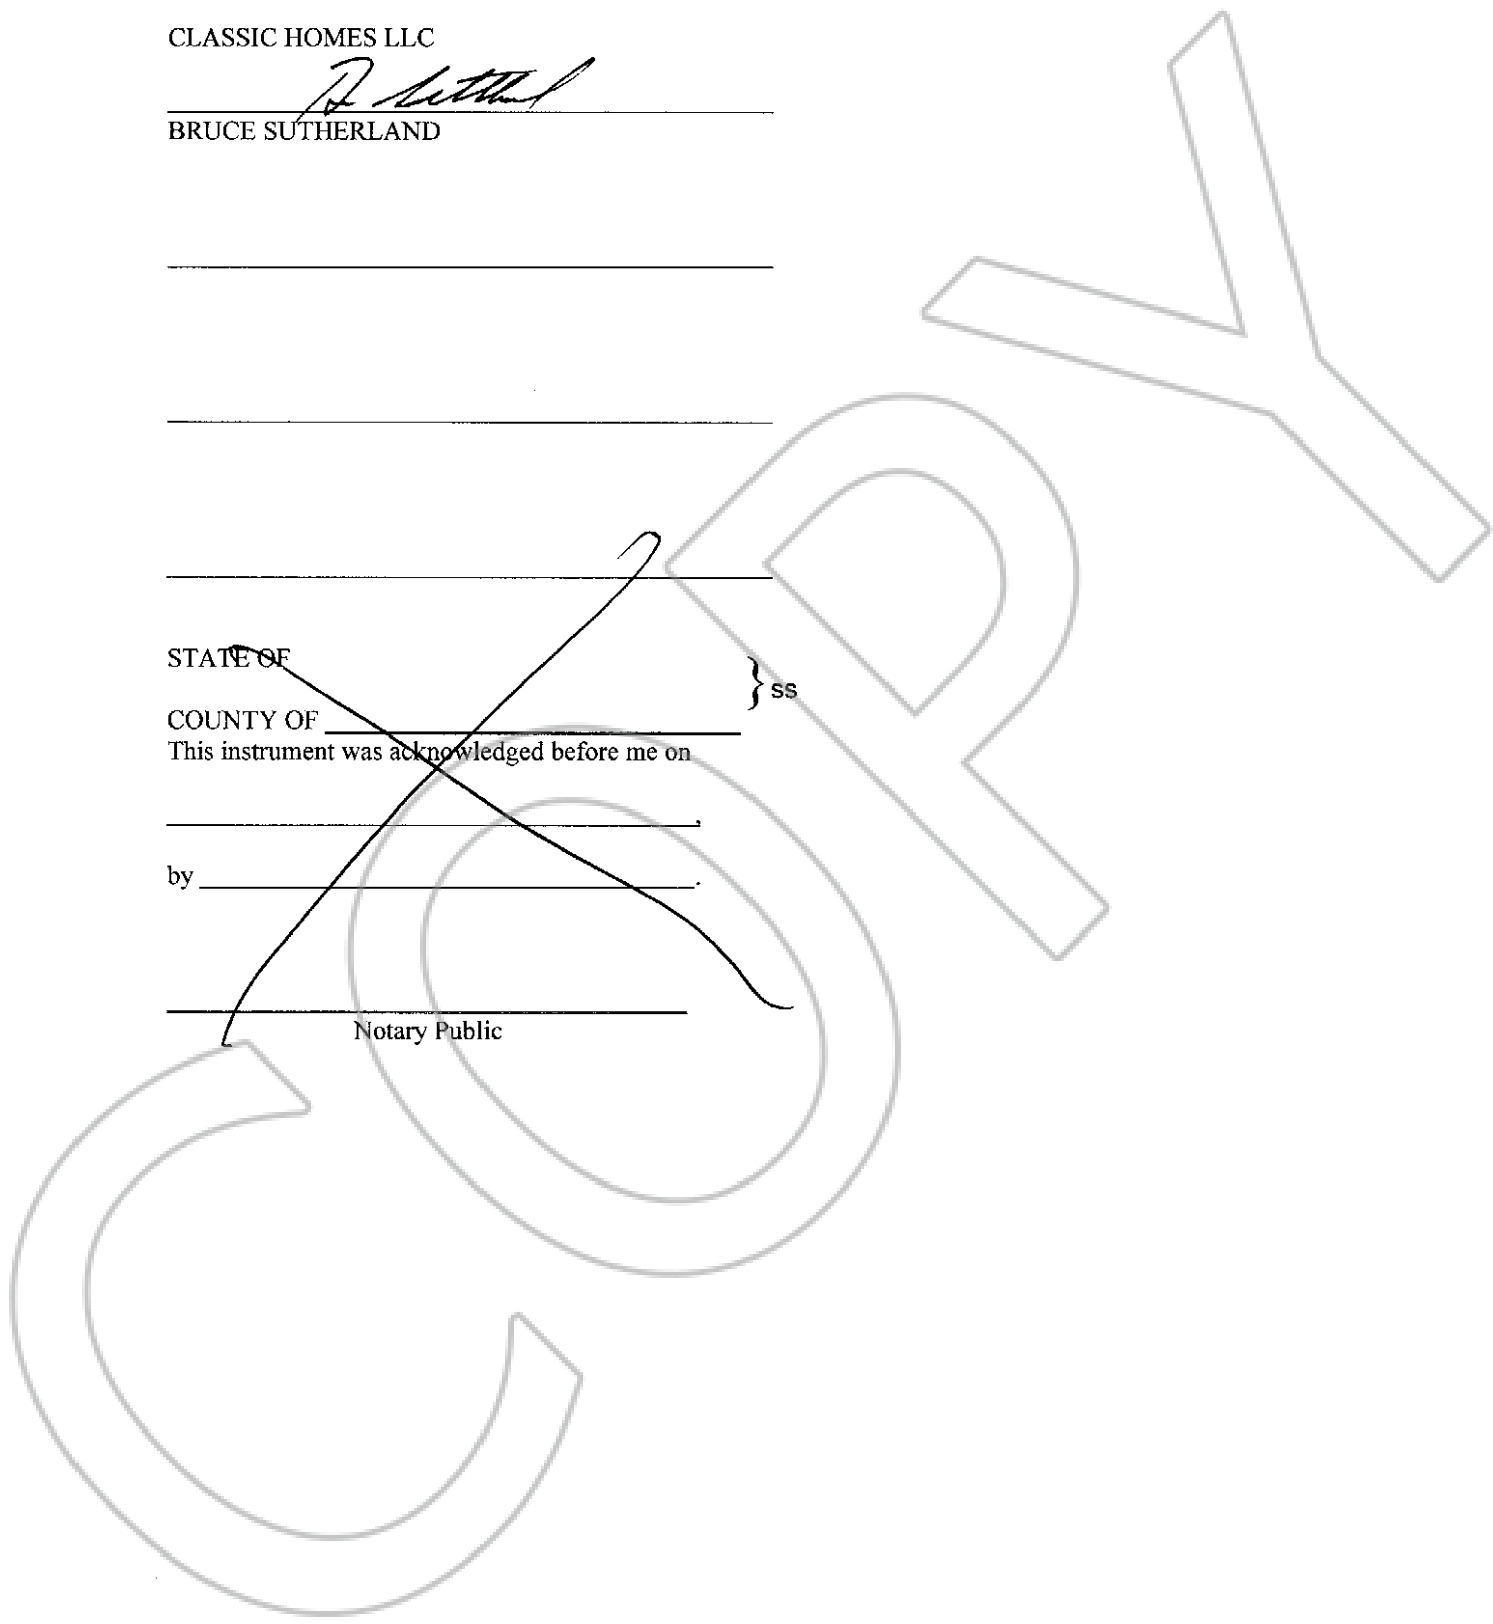 CLASSIC HOMES LLC
BRUCE SUTHERLAND
STATE OF
} ss
COUNTY OF
This instrument was acknowledged before me on
,
by .
Notary Public
COPY